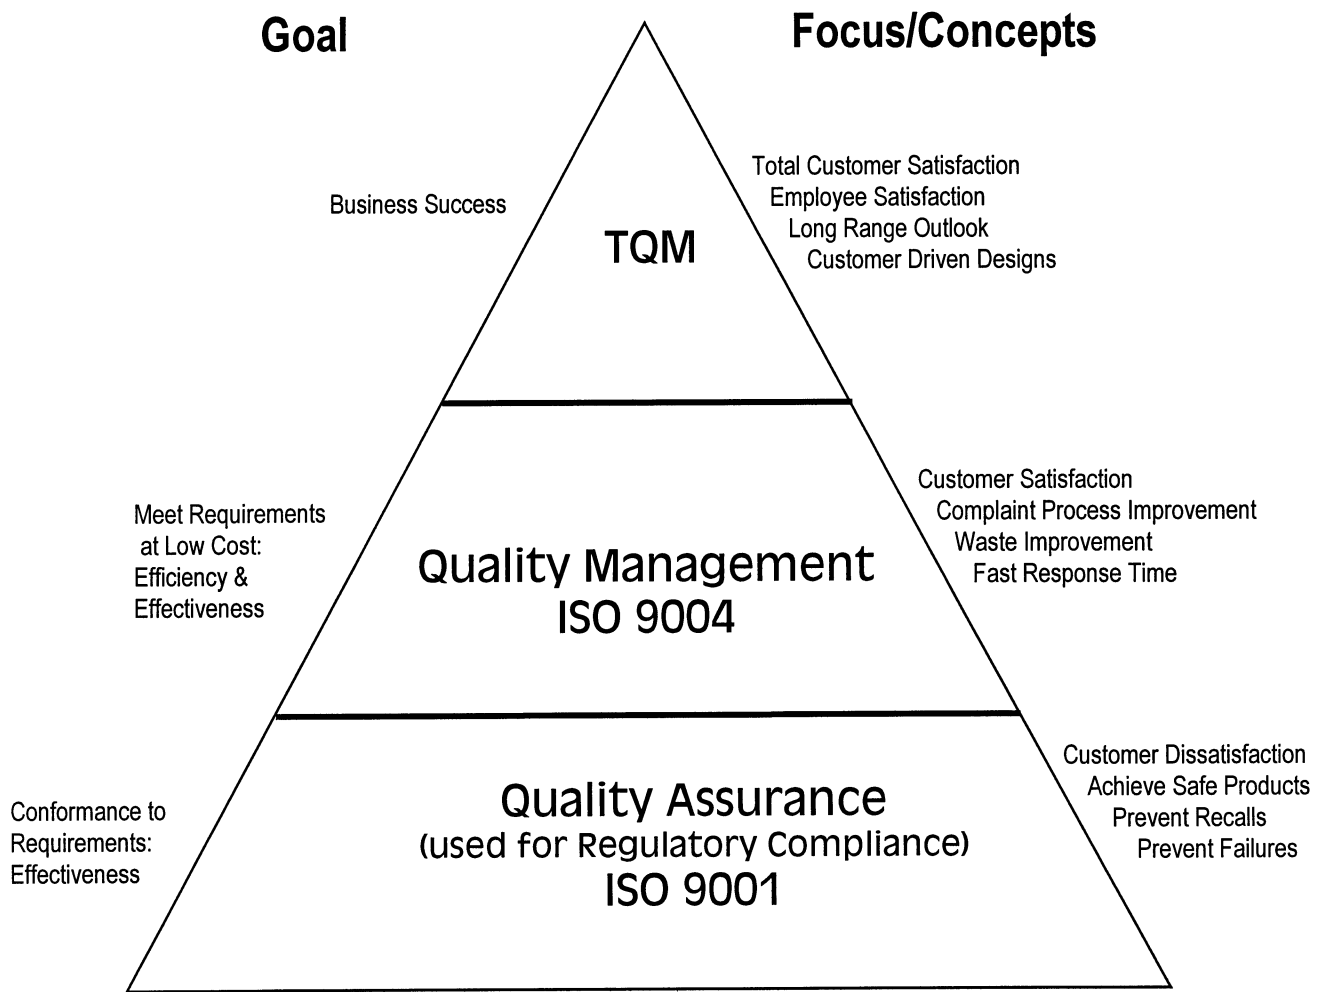 Goal
Focus/Concepts
Business Success
TQM
Total Customer Satisfaction
Employee Satisfaction
Long Range Outlook
Customer Driven Designs
Meet Requirements
at Low Cost:
Efficiency &
Effectiveness
Quality Management
ISO 9004
Customer Satisfaction
Complaint Process Improvement
Waste Improvement
Fast Response Time
Conformance to
Requirements:
Effectiveness
Quality Assurance
(used for Regulatory Compliance)
ISO 9001
Customer Dissatisfaction
Achieve Safe Products
Prevent Recalls
Prevent Failures